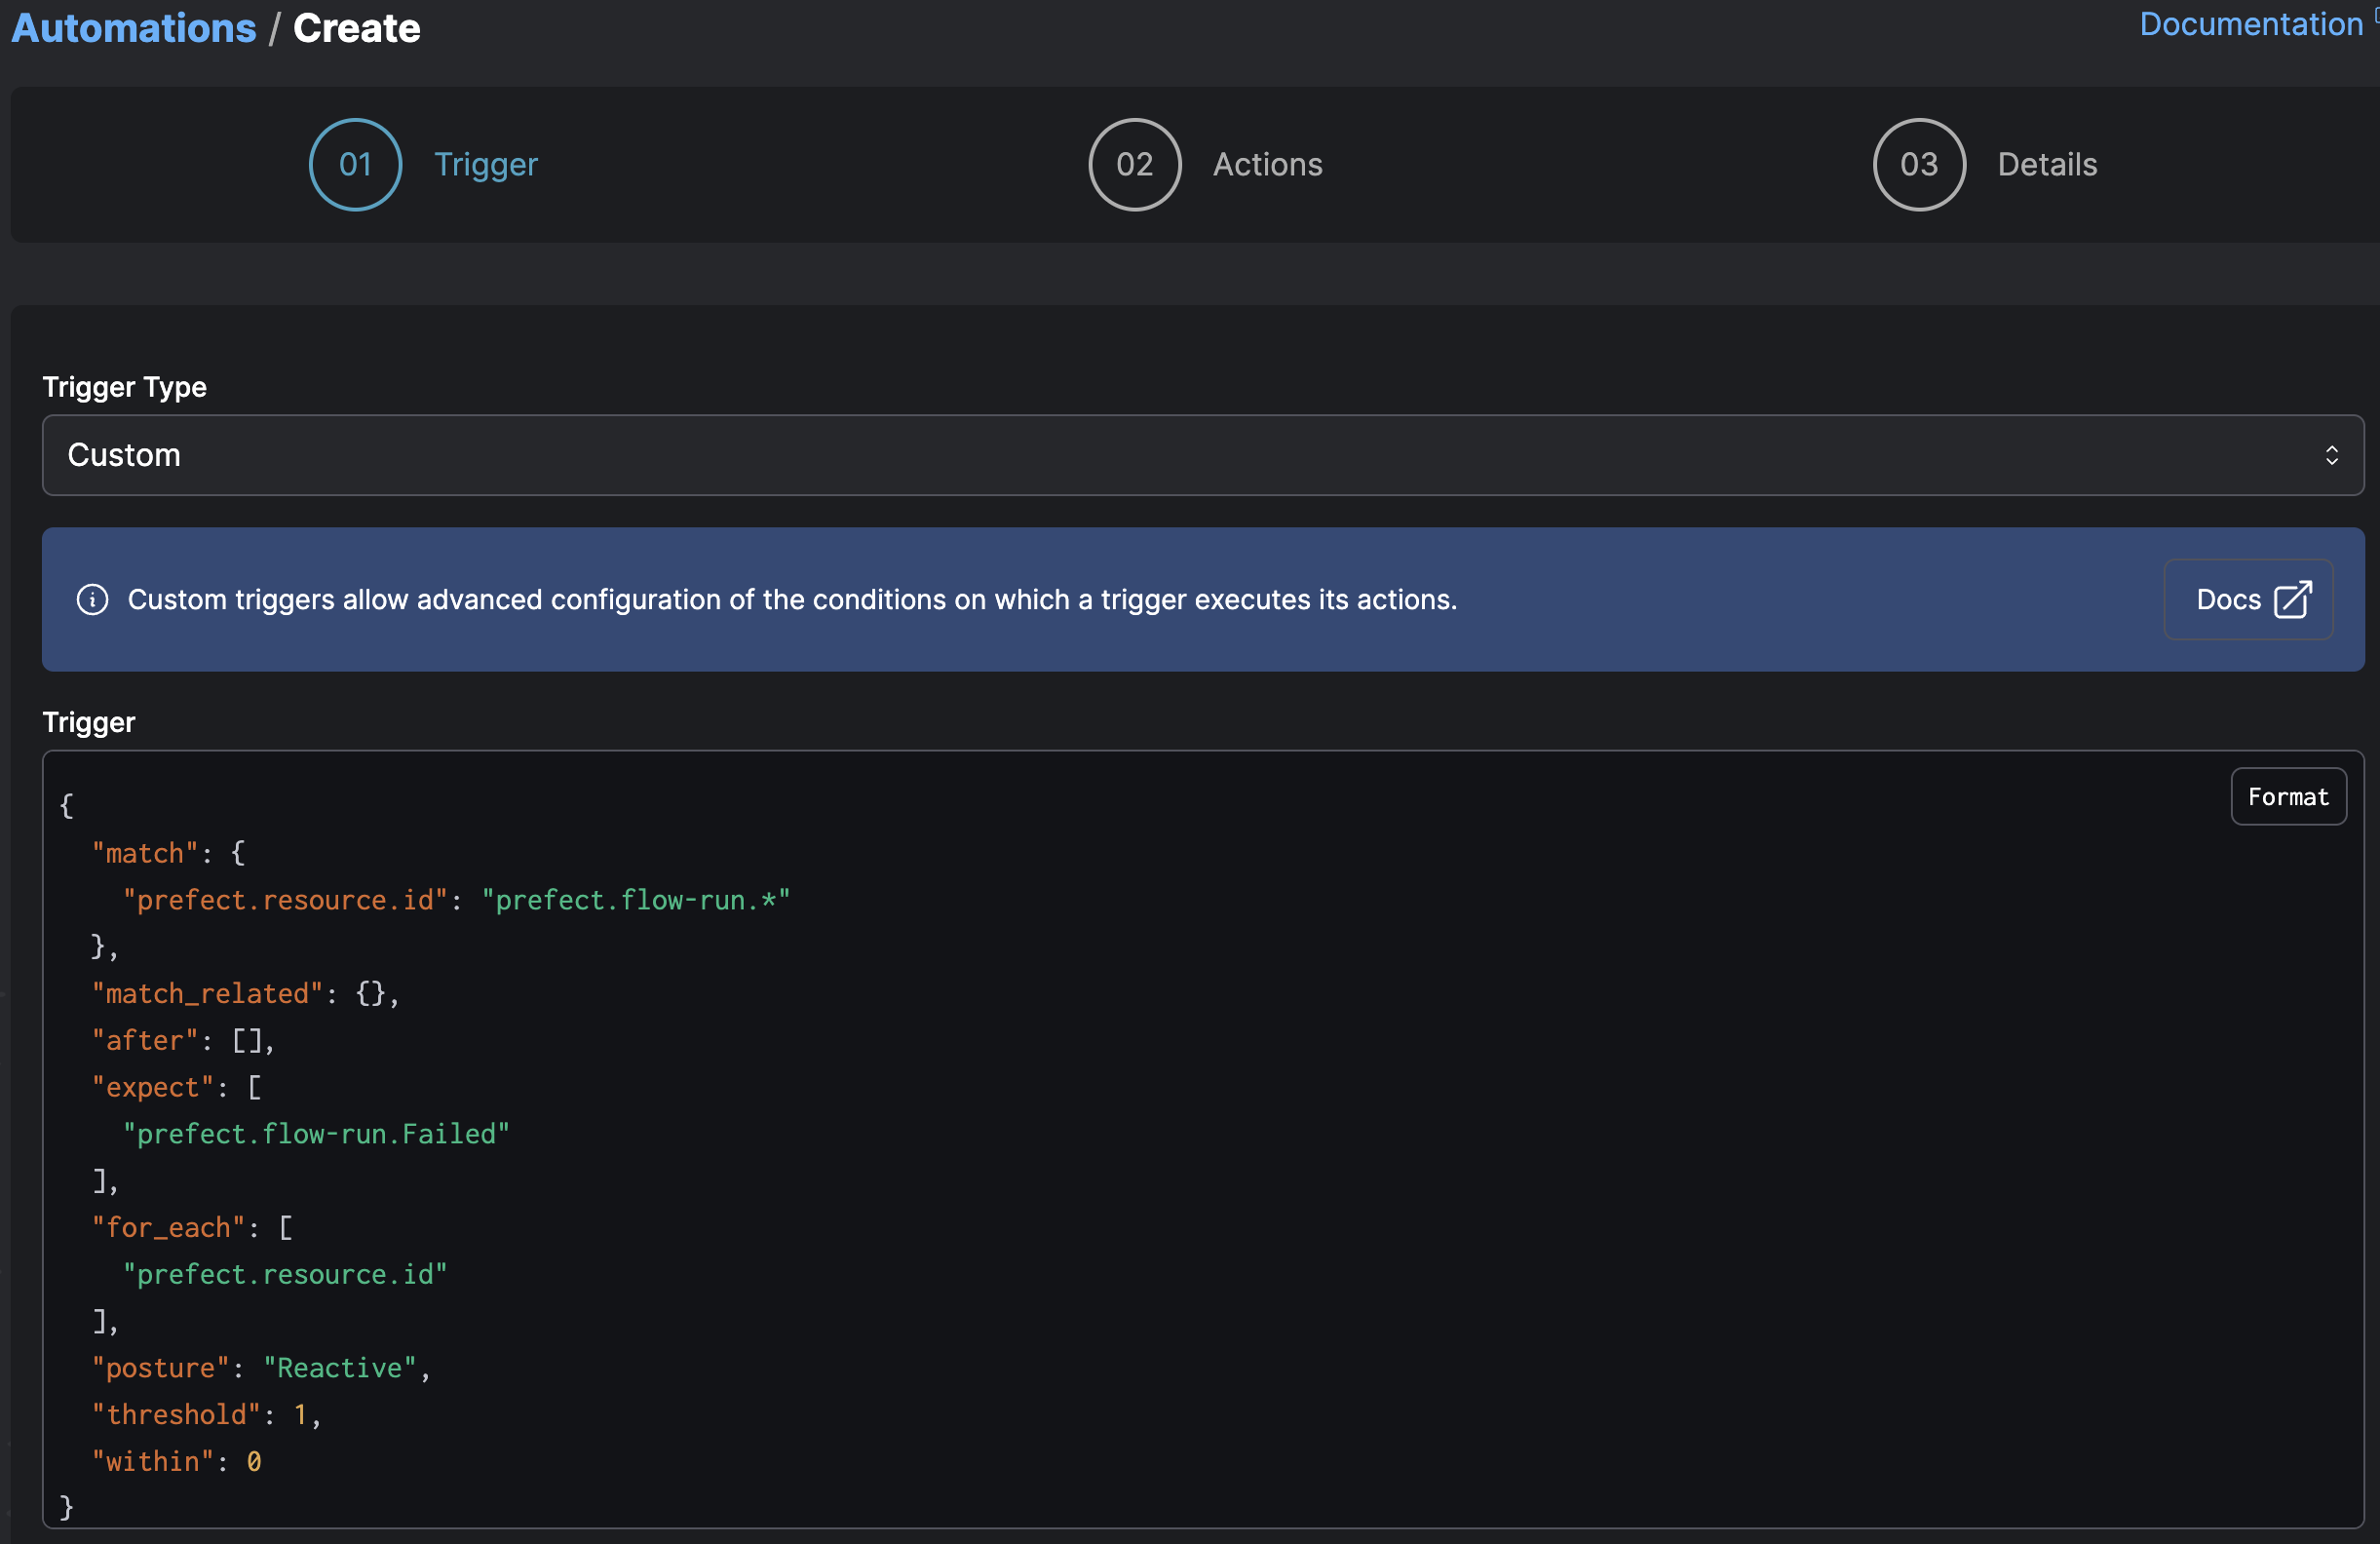 Automations / Create
Documentation
01 Trigger
02 Actions
03 Details
Trigger Type
Custom
Custom triggers allow advanced configuration of the conditions on which a trigger executes its actions.
Docs
Trigger
Format
{
  "match": {
    "prefect.resource.id": "prefect.flow-run.*"
  },
  "match_related": {},
  "after": [],
  "expect": [
    "prefect.flow-run.Failed"
  ],
  "for_each": [
    "prefect.resource.id"
  ],
  "posture": "Reactive",
  "threshold": 1,
  "within": 0
}